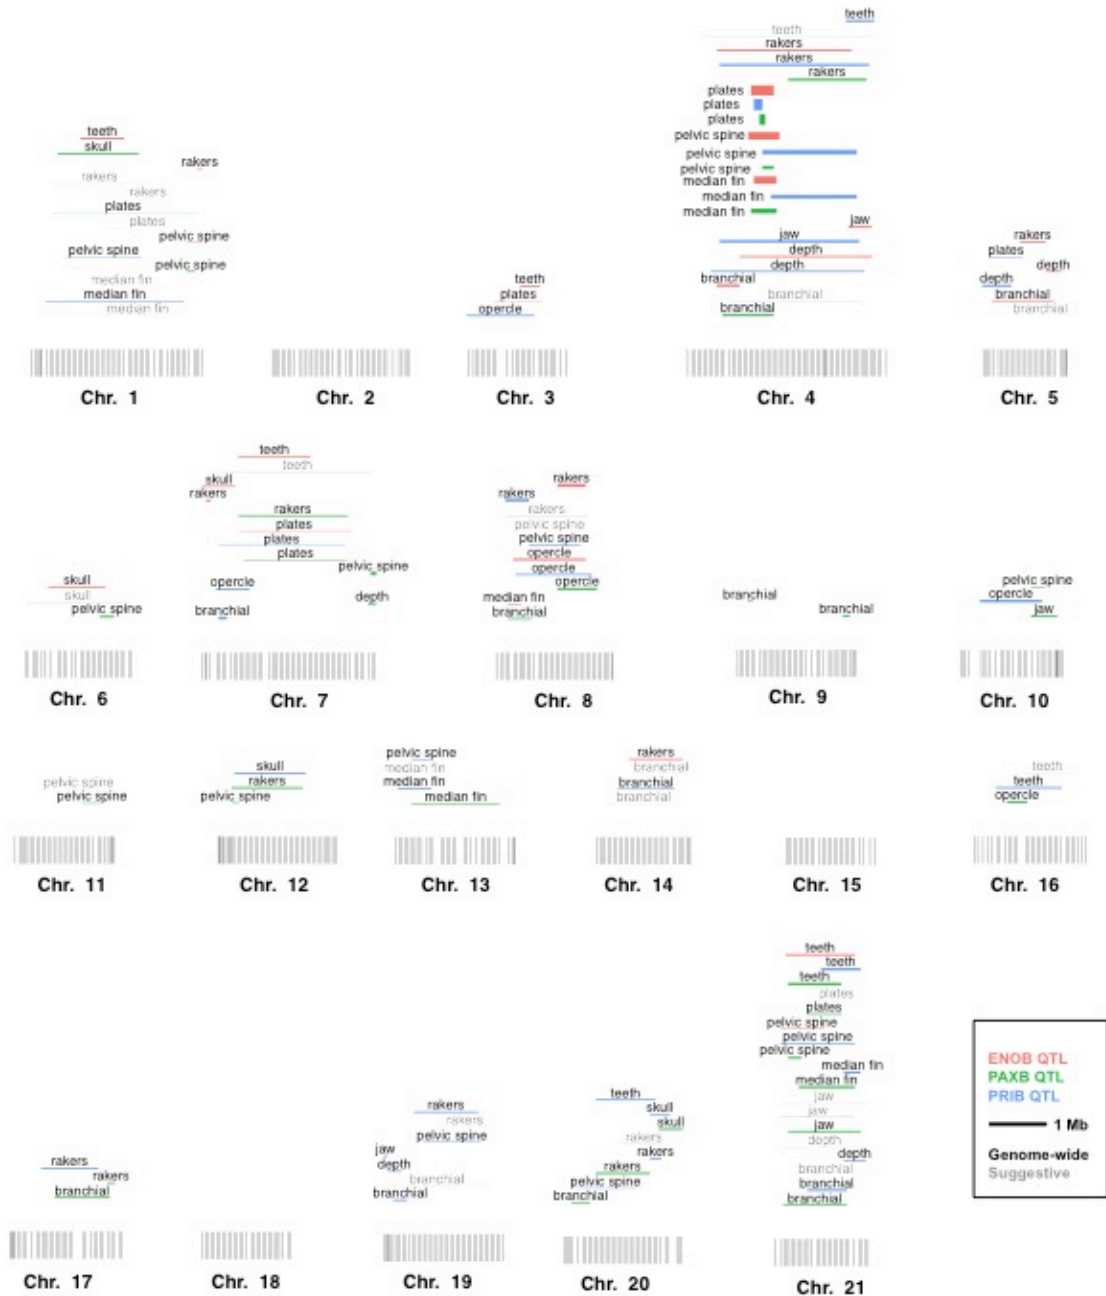 teeth
skull
rakers
rakers
rakers
plates
plates
pelvic spine
pelvic spine
pelvic spine
median fin
median fin
median fin
Chr. 1
Chr. 2
teeth
plates
opercle
Chr. 3
teeth
teeth
rakers
rakers
rakers
plates
plates
plates
pelvic spine
pelvic spine
pelvic spine
median fin
median fin
median fin
jaw
jaw
depth
depth
branchial
branchial
branchial
Chr. 4
rakers
plates
depth
depth
branchial
branchial
Chr. 5
skull
skull
pelvic spine
Chr. 6
teeth
teeth
skull
rakers
rakers
plates
plates
plates
pelvic spine
opercle
depth
branchial
Chr. 7
rakers
rakers
rakers
pelvic spine
pelvic spine
opercle
opercle
opercle
median fin
branchial
Chr. 8
branchial
branchial
Chr. 9
pelvic spine
opercle
jaw
Chr. 10
pelvic spine
pelvic spine
Chr. 11
skull
rakers
pelvic spine
Chr. 12
pelvic spine
median fin
median fin
median fin
Chr. 13
rakers
branchial
branchial
branchial
Chr. 14
Chr. 15
teeth
teeth
opercle
Chr. 16
rakers
rakers
branchial
Chr. 17
Chr. 18
rakers
rakers
pelvic spine
jaw
depth
branchial
branchial
Chr. 19
teeth
skull
skull
rakers
rakers
rakers
pelvic spine
branchial
Chr. 20
teeth
teeth
teeth
plates
plates
pelvic spine
pelvic spine
pelvic spine
median fin
median fin
jaw
jaw
jaw
depth
depth
branchial
branchial
branchial
Chr. 21
ENOB QTL
PAXB QTL
PRIB QTL
1 Mb
Genome-wide
Suggestive